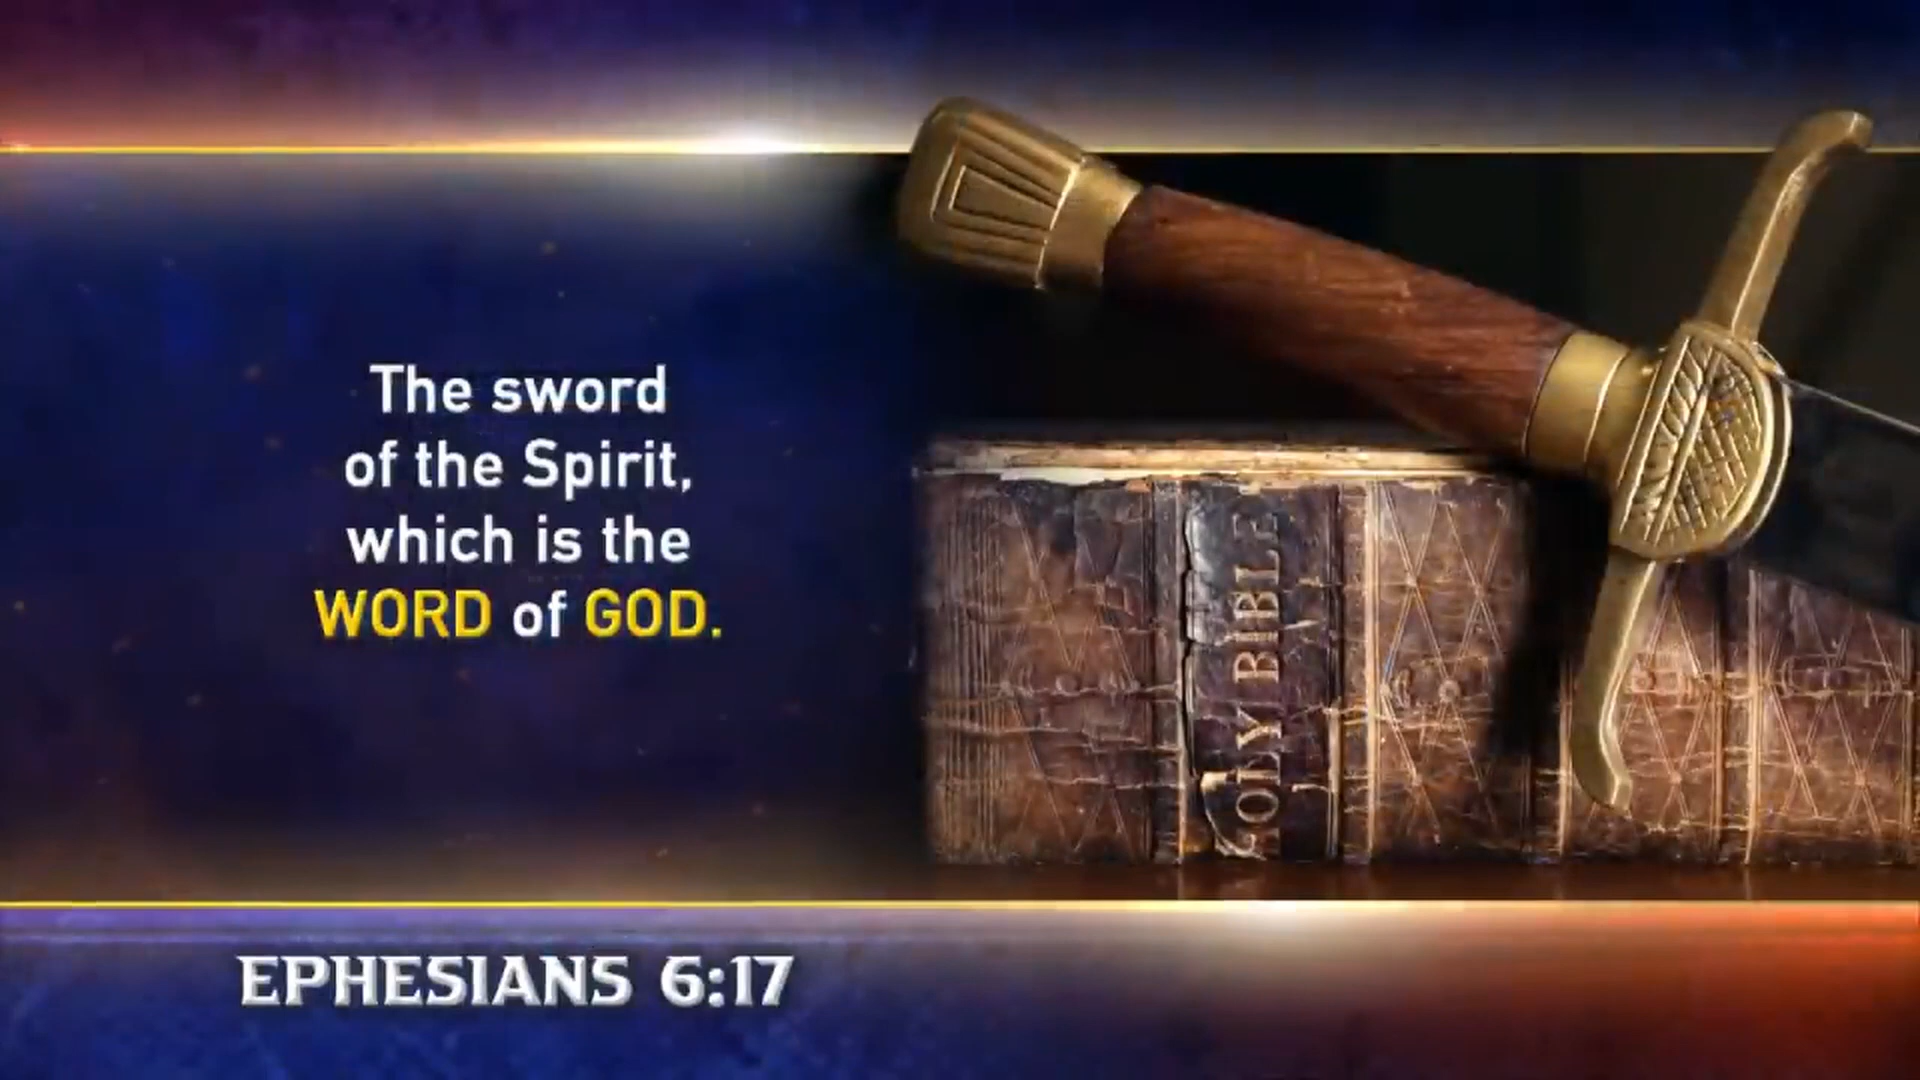 The sword
of the Spirit,
which is the
WORD of GOD.
HOLY BIBLE
EPHESIANS 6:17